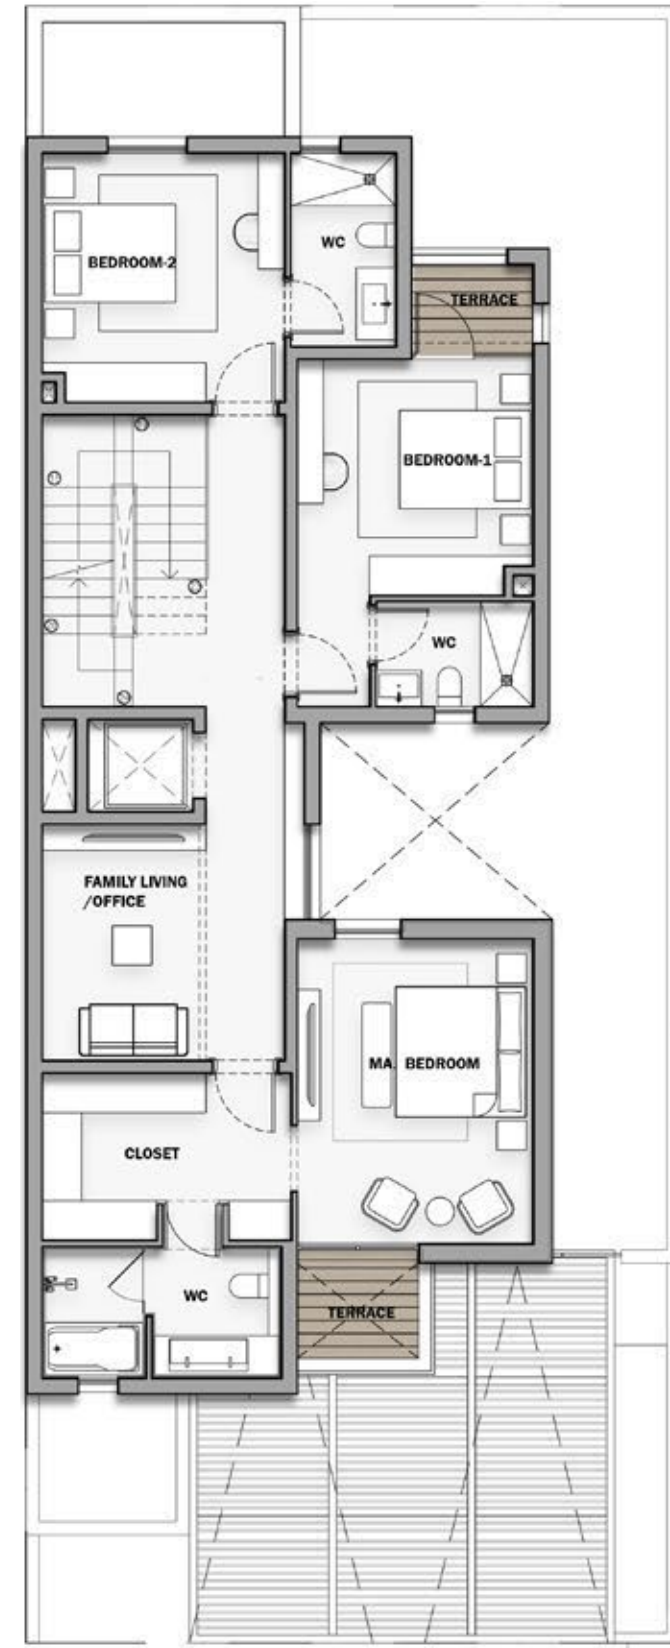 WC
BEDROOM-2
TERRACE
BEDROOM-1
WC
FAMILY LIVING
/OFFICE
MA. BEDROOM
CLOSET
WC
TERRACE